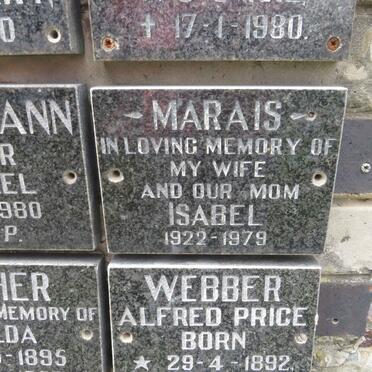 † 17-1-1980.
ANN
R
EL
1980
P.
- MARAIS -
IN LOVING MEMORY OF
MY WIFE
AND OUR MOM
ISABEL
1922-1979
HER
MEMORY OF
LDA
-1895
WEBBER
ALFRED PRICE
BORN
★ 29-4-1892.